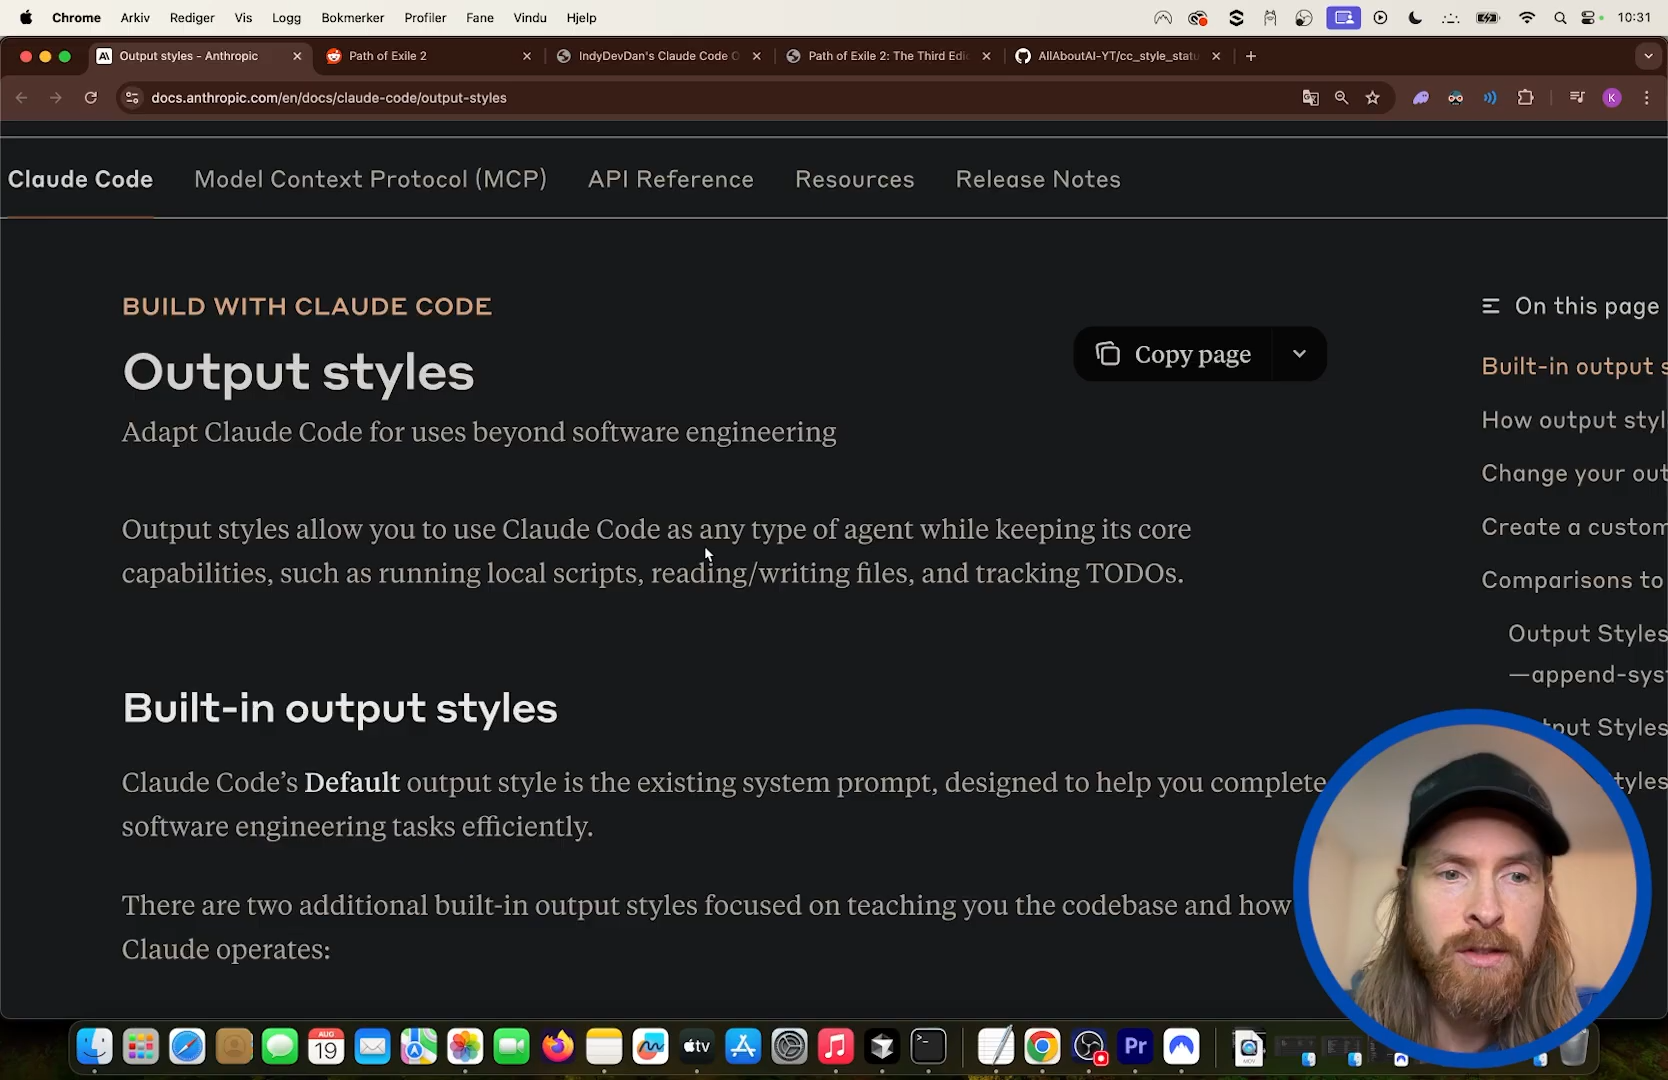 Chrome Arkiv Rediger Vis Logg Bokmerker Profiler Fane Vindu Hjelp 10:31
Output styles - Anthropic Path of Exile 2 IndyDevDan's Claude Code O Path of Exile 2: The Third Edi AllAboutAI-YT/cc_style_statu
docs.anthropic.com/en/docs/claude-code/output-styles K
Claude Code Model Context Protocol (MCP) API Reference Resources Release Notes
BUILD WITH CLAUDE CODE
Output styles
Copy page
Adapt Claude Code for uses beyond software engineering
Output styles allow you to use Claude Code as any type of agent while keeping its core
capabilities, such as running local scripts, reading/writing files, and tracking TODOs.
Built-in output styles
Claude Code's Default output style is the existing system prompt, designed to help you complete
software engineering tasks efficiently.
There are two additional built-in output styles focused on teaching you the codebase and how
Claude operates:
On this page
Built-in output s
How output styl
Change your out
Create a custom
Comparisons to
Output Styles
—append-syst
tput Styles
tyles
AUG
19
tv
Pr
MOV